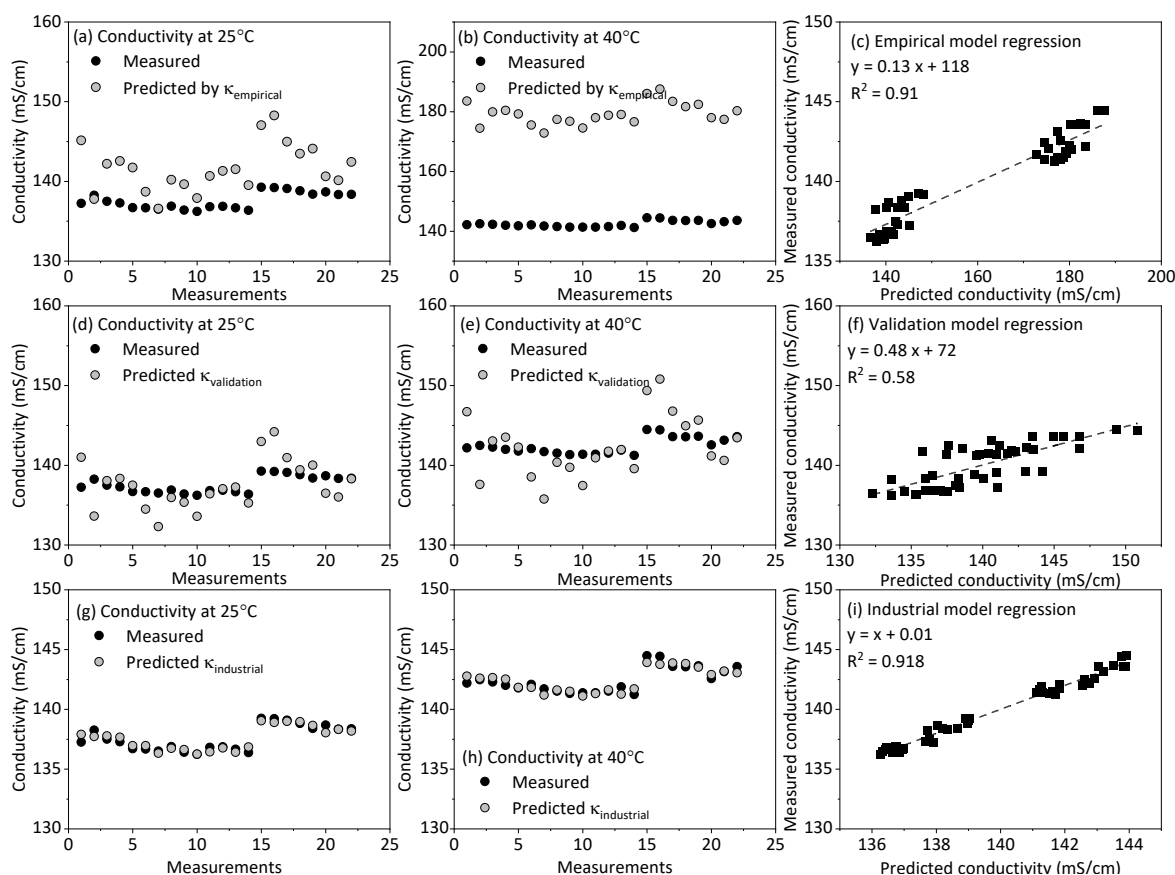 (a) Conductivity at 25°C
Measured
Predicted by κempirical
160
150
140
130
0 5 10 15 20 25
Measurements
Conductivity (mS/cm)
(b) Conductivity at 40°C
Measured
Predicted by κempirical
200
180
160
140
0 5 10 15 20 25
Measurements
Conductivity (mS/cm)
(c) Empirical model regression
y = 0.13 x + 118
R² = 0.91
150
145
140
135
140 160 180 200
Predicted conductivity (mS/cm)
Measured conductivity (mS/cm)
(d) Conductivity at 25°C
Measured
Predicted κvalidation
160
150
140
130
0 5 10 15 20 25
Measurements
Conductivity (mS/cm)
(e) Conductivity at 40°C
Measured
Predicted κvalidation
160
150
140
130
0 5 10 15 20 25
Measurements
Conductivity (mS/cm)
(f) Validation model regression
y = 0.48 x + 72
R² = 0.58
160
150
140
130
130 135 140 145 150
Predicted conductivity (mS/cm)
Measured conductivity (mS/cm)
(g) Conductivity at 25°C
Measured
Predicted κindustrial
150
145
140
135
130
0 5 10 15 20 25
Measurements
Conductivity (mS/cm)
(h) Conductivity at 40°C
Measured
Predicted κindustrial
150
145
140
135
130
0 5 10 15 20 25
Measurements
Conductivity (mS/cm)
(i) Industrial model regression
y = x + 0.01
R² = 0.918
150
145
140
135
130
136 138 140 142 144
Predicted conductivity (mS/cm)
Measured conductivity (mS/cm)